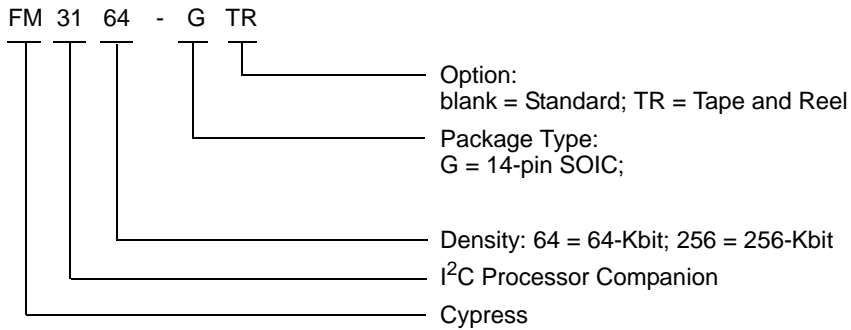 FM 31 64 - G TR
Option:
blank = Standard; TR = Tape and Reel
Package Type:
G = 14-pin SOIC;
Density: 64 = 64-Kbit; 256 = 256-Kbit
I²C Processor Companion
Cypress